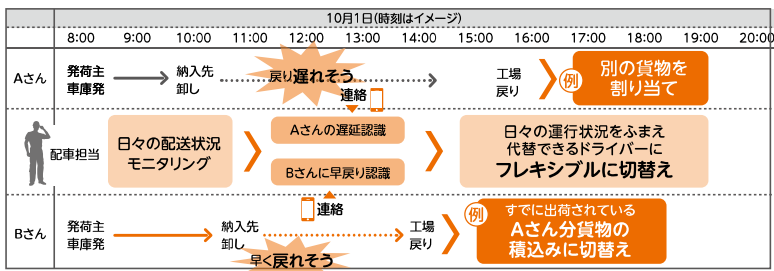 10月1日(時刻はイメージ)
8:00 9:00 10:00 11:00 12:00 13:00 14:00 15:00 16:00 17:00 18:00 19:00 20:00
Aさん
発荷主
車庫発
納入先
卸し
戻り遅れそう
連絡
工場
戻り
例
別の貨物を
割り当て
配車担当
日々の配送状況
モニタリング
Aさんの遅延認識
Bさんに早戻り認識
日々の運行状況をふまえ
代替できるドライバーに
フレキシブルに切替え
Bさん
発荷主
車庫発
納入先
卸し
連絡
早く戻れそう
工場
戻り
例
すでに出荷されている
Aさん分貨物の
積込みに切替え